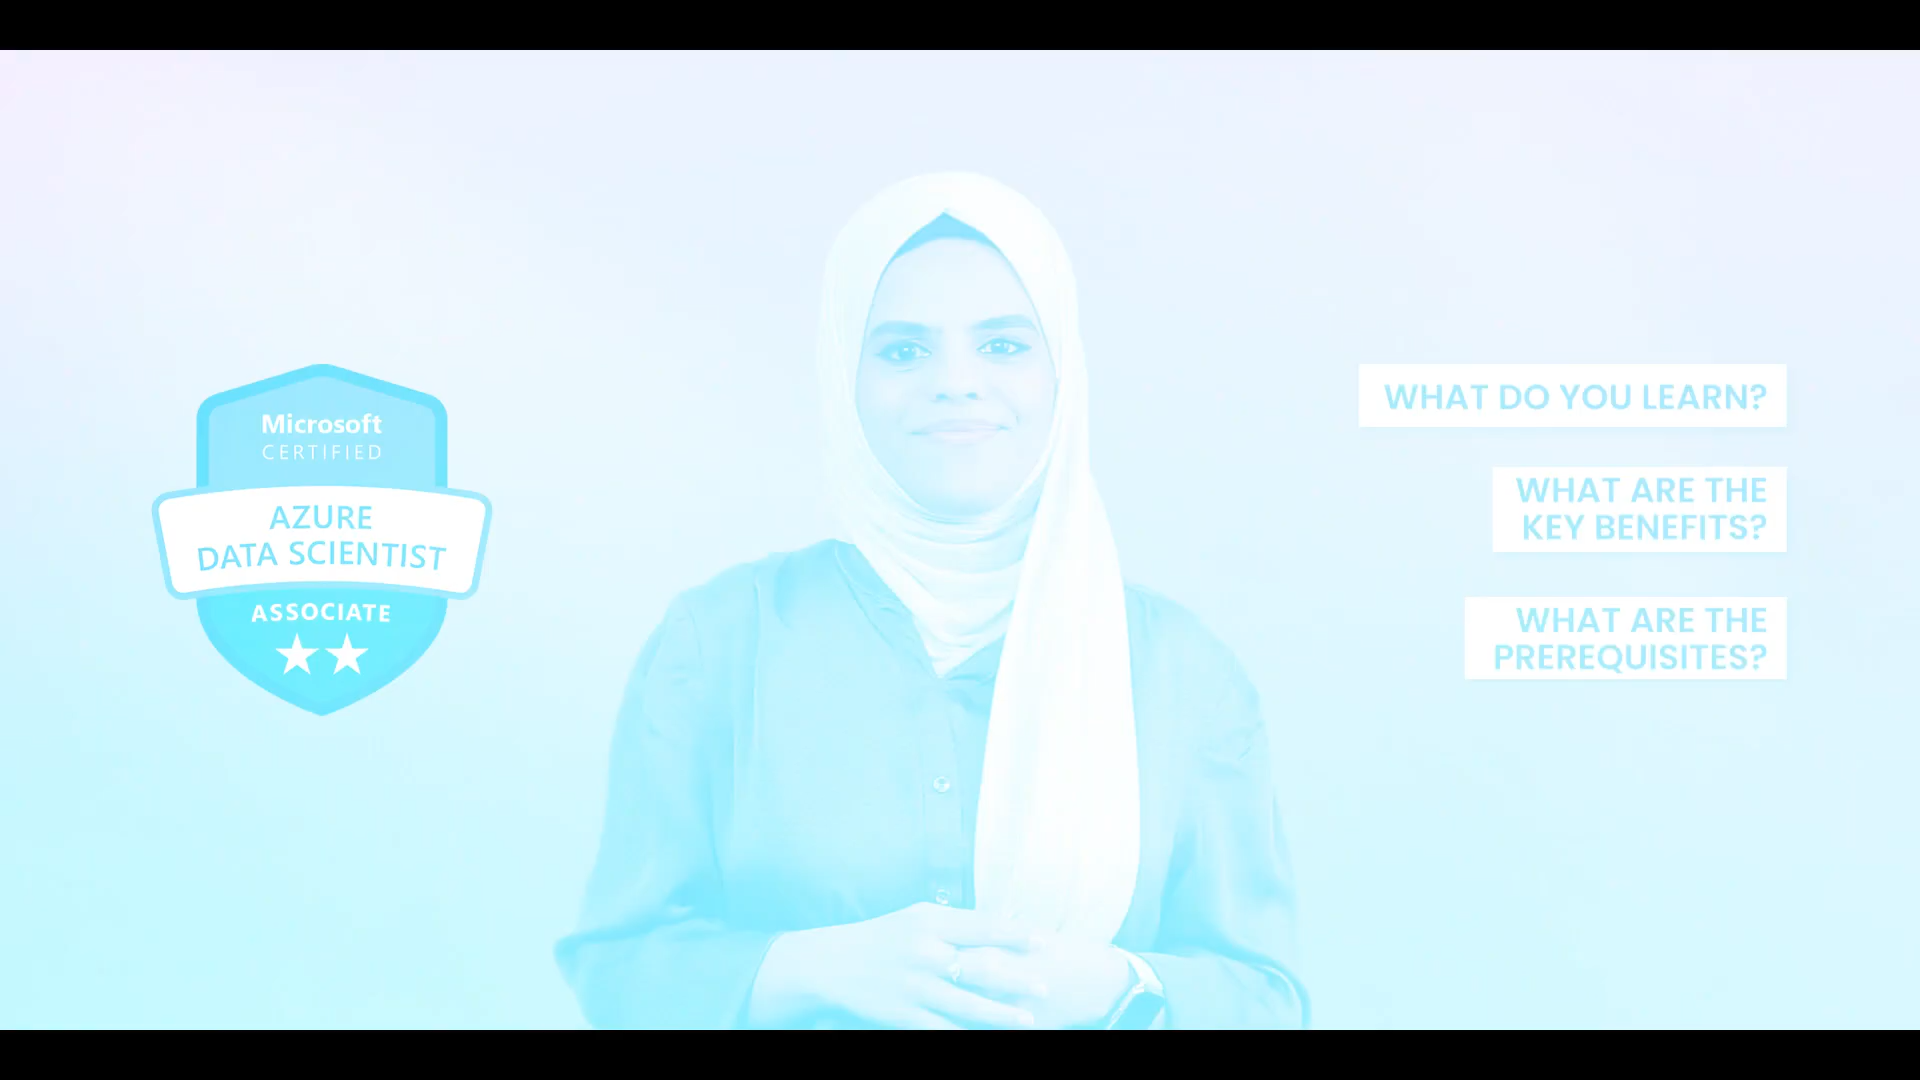 Microsoft
CERTIFIED
AZURE
DATA SCIENTIST
ASSOCIATE
WHAT DO YOU LEARN?
WHAT ARE THE
KEY BENEFITS?
WHAT ARE THE
PREREQUISITES?